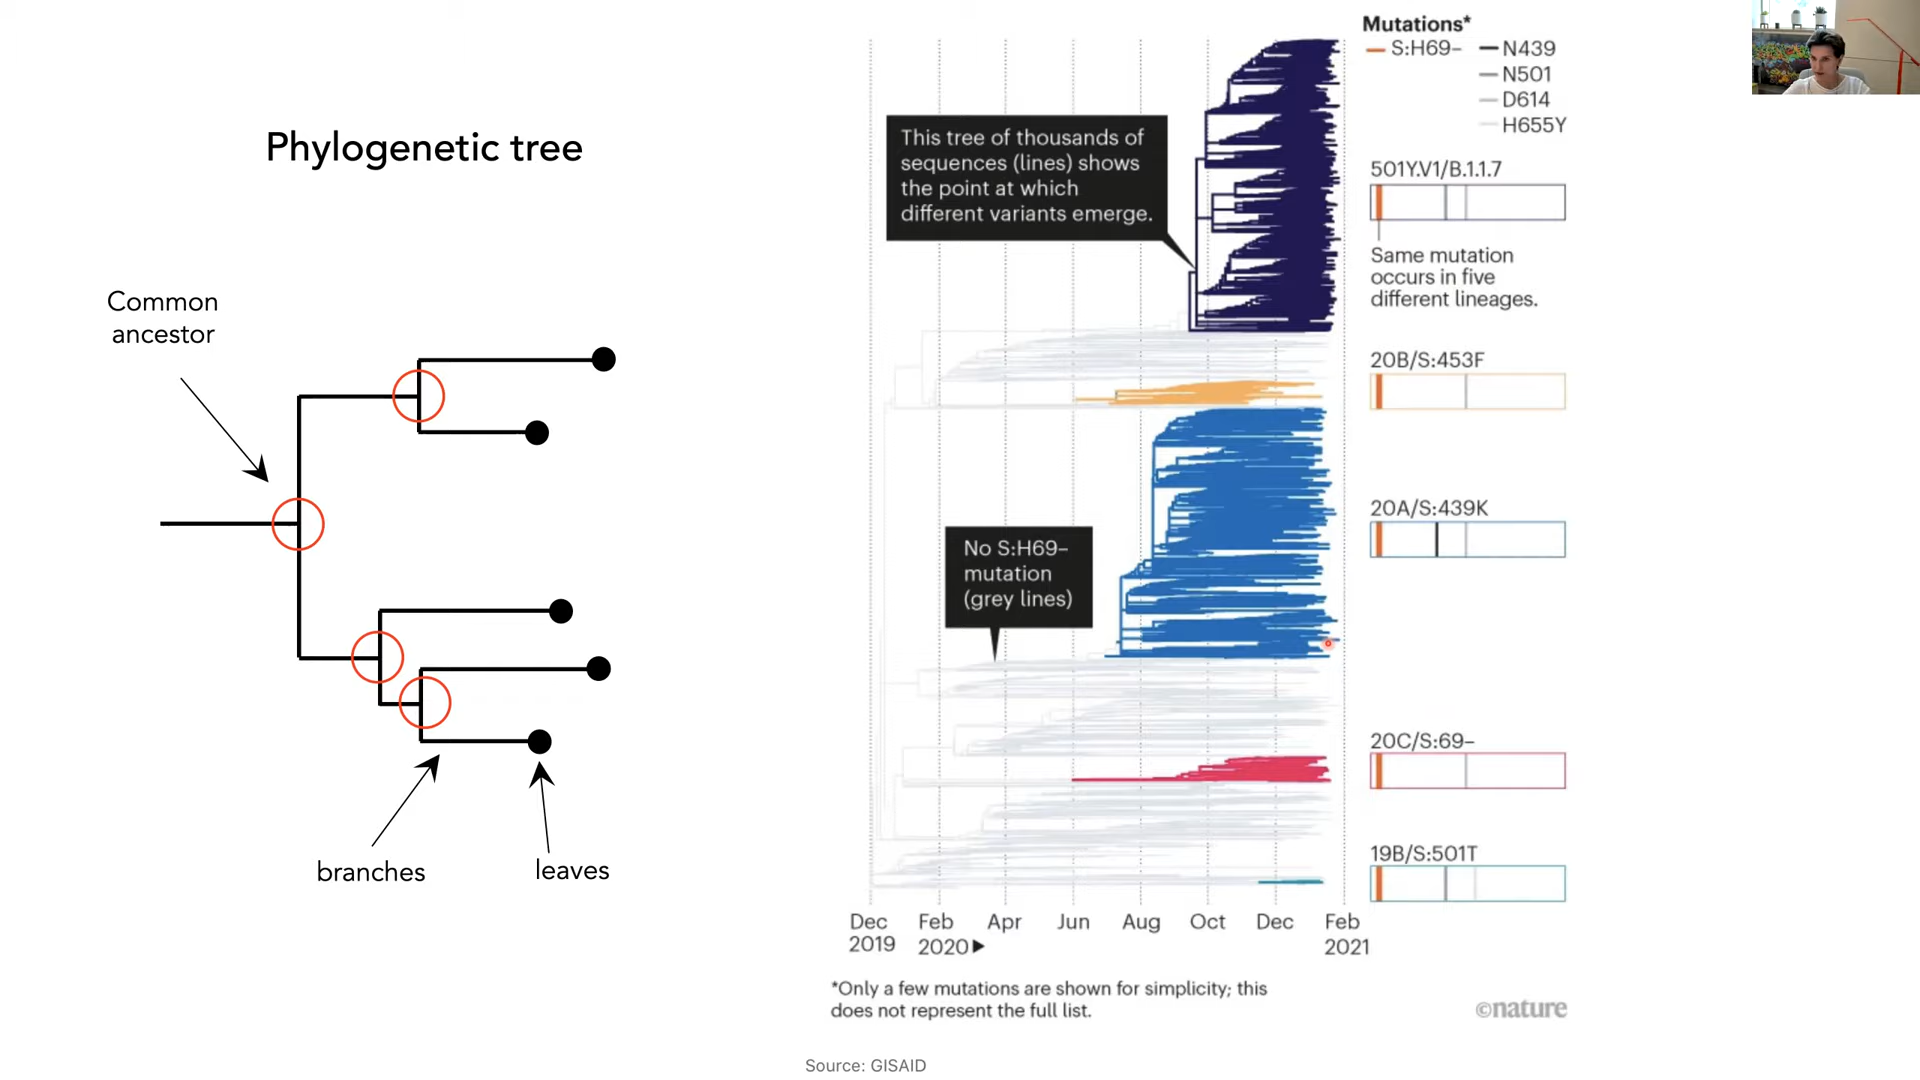 Phylogenetic tree
Common
ancestor
branches
leaves
Mutations*
S:H69–
N439
N501
D614
H655Y
This tree of thousands of
sequences (lines) shows
the point at which
different variants emerge.
501Y.V1/B.1.1.7
Same mutation
occurs in five
different lineages.
20B/S:453F
20A/S:439K
No S:H69–
mutation
(grey lines)
20C/S:69–
19B/S:501T
Dec
2019
Feb
2020▶
Apr
Jun
Aug
Oct
Dec
Feb
2021
*Only a few mutations are shown for simplicity; this
does not represent the full list.
©nature
Source: GISAID